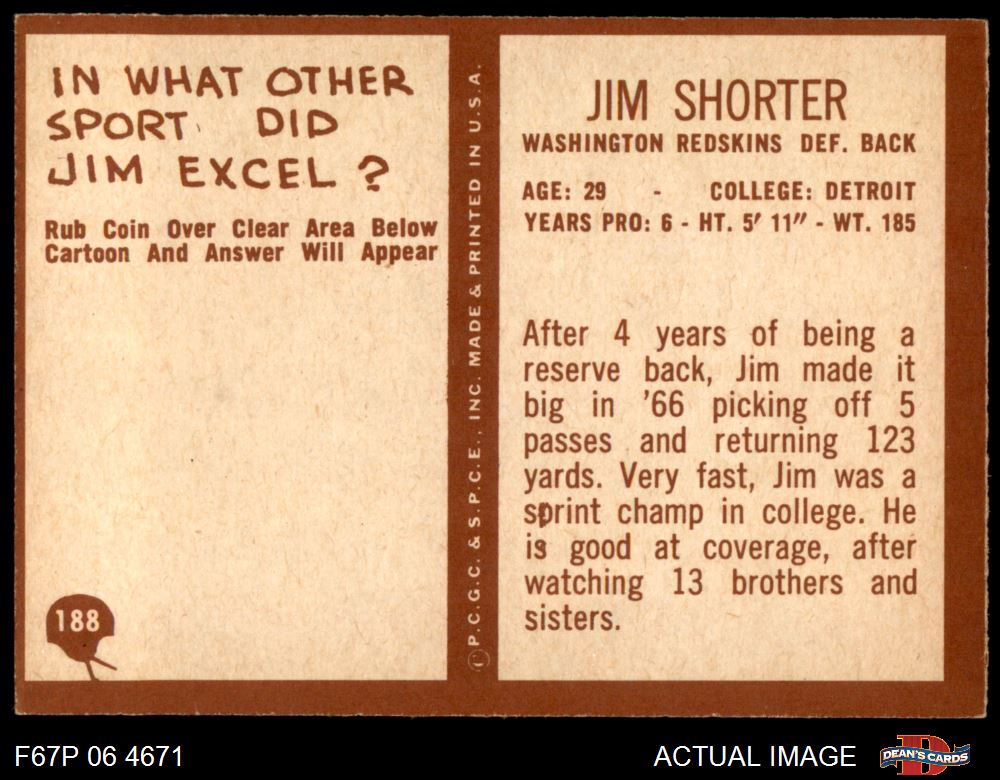 IN WHAT OTHER
SPORT DID
JIM EXCEL ?
Rub Coin Over Clear Area Below
Cartoon And Answer Will Appear
188
© P.C.G.C. & S.P.C.E., INC. MADE & PRINTED IN U.S.A.
JIM SHORTER
WASHINGTON REDSKINS DEF. BACK
AGE: 29 - COLLEGE: DETROIT
YEARS PRO: 6 - HT. 5' 11" - WT. 185
After 4 years of being a
reserve back, Jim made it
big in '66 picking off 5
passes and returning 123
yards. Very fast, Jim was a
sprint champ in college. He
is good at coverage, after
watching 13 brothers and
sisters.
F67P 06 4671
ACTUAL IMAGE
D
DEAN'S CARDS